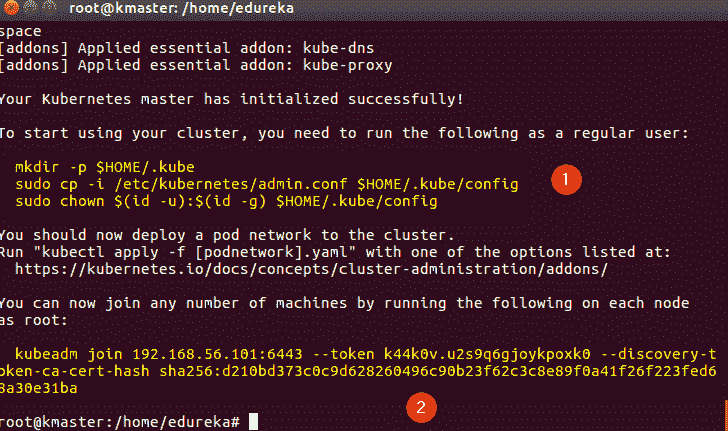 root@kmaster: /home/edureka
space
[addons] Applied essential addon: kube-dns
[addons] Applied essential addon: kube-proxy
Your Kubernetes master has initialized successfully!
To start using your cluster, you need to run the following as a regular user:
mkdir -p $HOME/.kube
sudo cp -i /etc/kubernetes/admin.conf $HOME/.kube/config
1
sudo chown $(id -u):$(id -g) $HOME/.kube/config
You should now deploy a pod network to the cluster.
Run "kubectl apply -f [podnetwork].yaml" with one of the options listed at:
https://kubernetes.io/docs/concepts/cluster-administration/addons/
You can now join any number of machines by running the following on each node
as root:
kubeadm join 192.168.56.101:6443 --token k44k0v.u2s9q6gjoykpoxk0 --discovery-t
oken-ca-cert-hash sha256:d210bd373c0c9d628260496c90b23f62c3c8e89f0a41f26f223fed6
8a30e31ba
2
root@kmaster:/home/edureka#